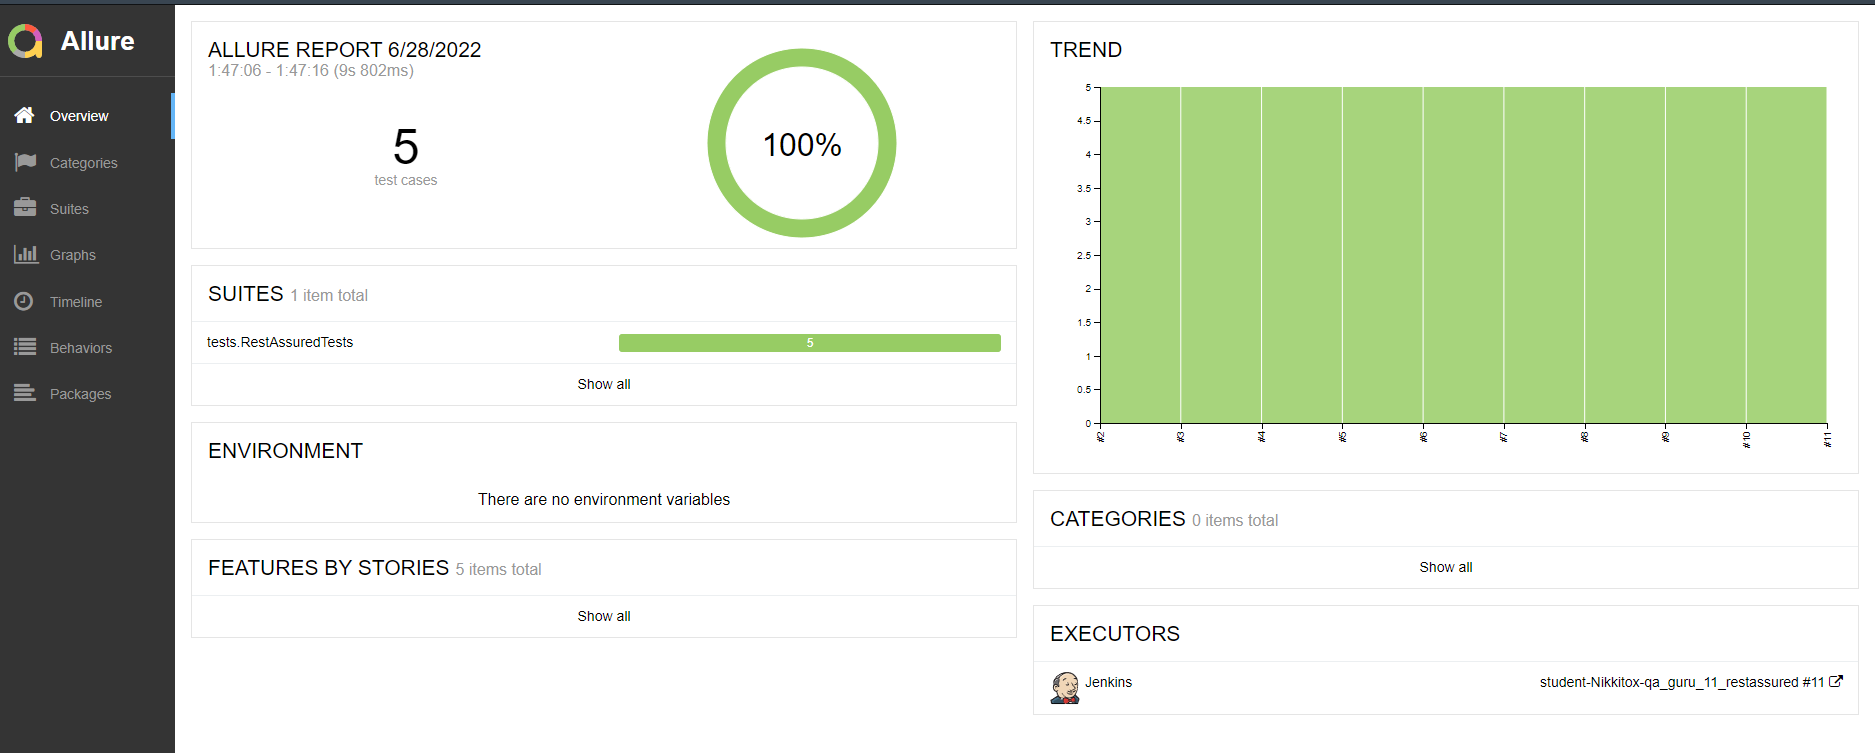 Allure
Overview
Categories
Suites
Graphs
Timeline
Behaviors
Packages
ALLURE REPORT 6/28/2022
1:47:06 - 1:47:16 (9s 802ms)
5
test cases
100%
SUITES 1 item total
tests.RestAssuredTests 5
Show all
ENVIRONMENT
There are no environment variables
FEATURES BY STORIES 5 items total
Show all
TREND
5
4.5
4
3.5
3
2.5
2
1.5
1
0.5
0
#2 #3 #4 #5 #6 #7 #8 #9 #10 #11
CATEGORIES 0 items total
Show all
EXECUTORS
Jenkins student-Nikkitox-qa_guru_11_restassured #11